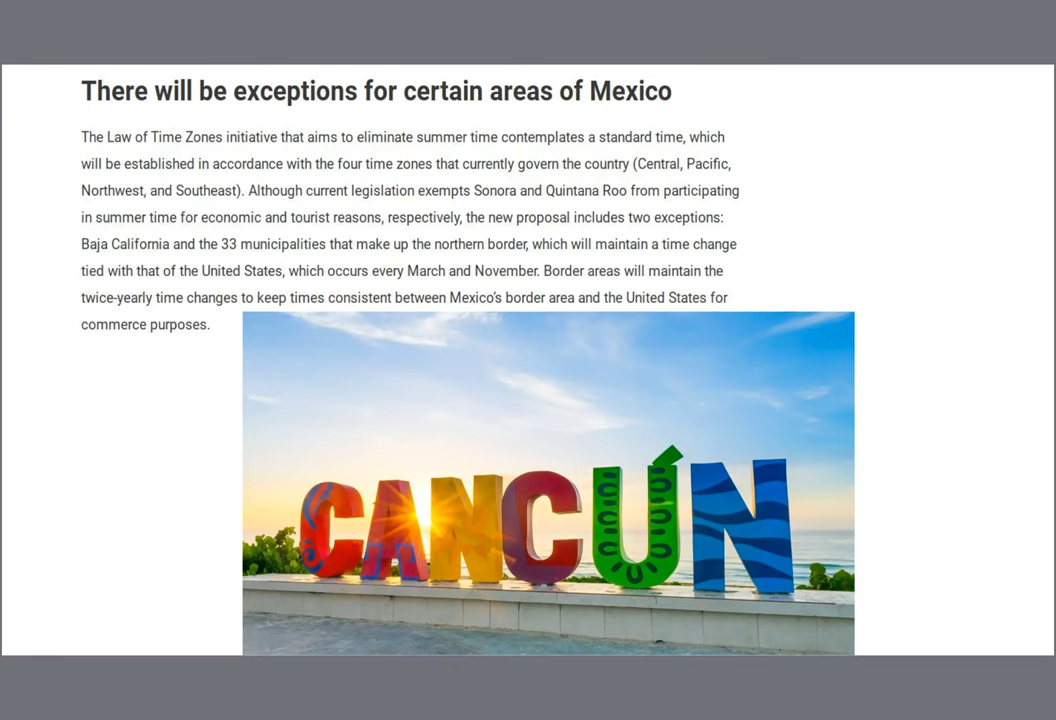 There will be exceptions for certain areas of Mexico
The Law of Time Zones initiative that aims to eliminate summer time contemplates a standard time, which
will be established in accordance with the four time zones that currently govern the country (Central, Pacific,
Northwest, and Southeast). Although current legislation exempts Sonora and Quintana Roo from participating
in summer time for economic and tourist reasons, respectively, the new proposal includes two exceptions:
Baja California and the 33 municipalities that make up the northern border, which will maintain a time change
tied with that of the United States, which occurs every March and November. Border areas will maintain the
twice-yearly time changes to keep times consistent between Mexico’s border area and the United States for
commerce purposes.
CANCÚN